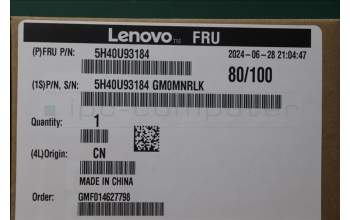 Lenovo™ FRU
(P)FRU P/N: 5H40U93184 2024-06-28 21:04:47
80/100
(1S)P/N, S/N: 5H40U93184 GM0MNRLK
Quantity: 1
(4L)Origin: CN
MADE IN CHINA
Order: GMF014627798